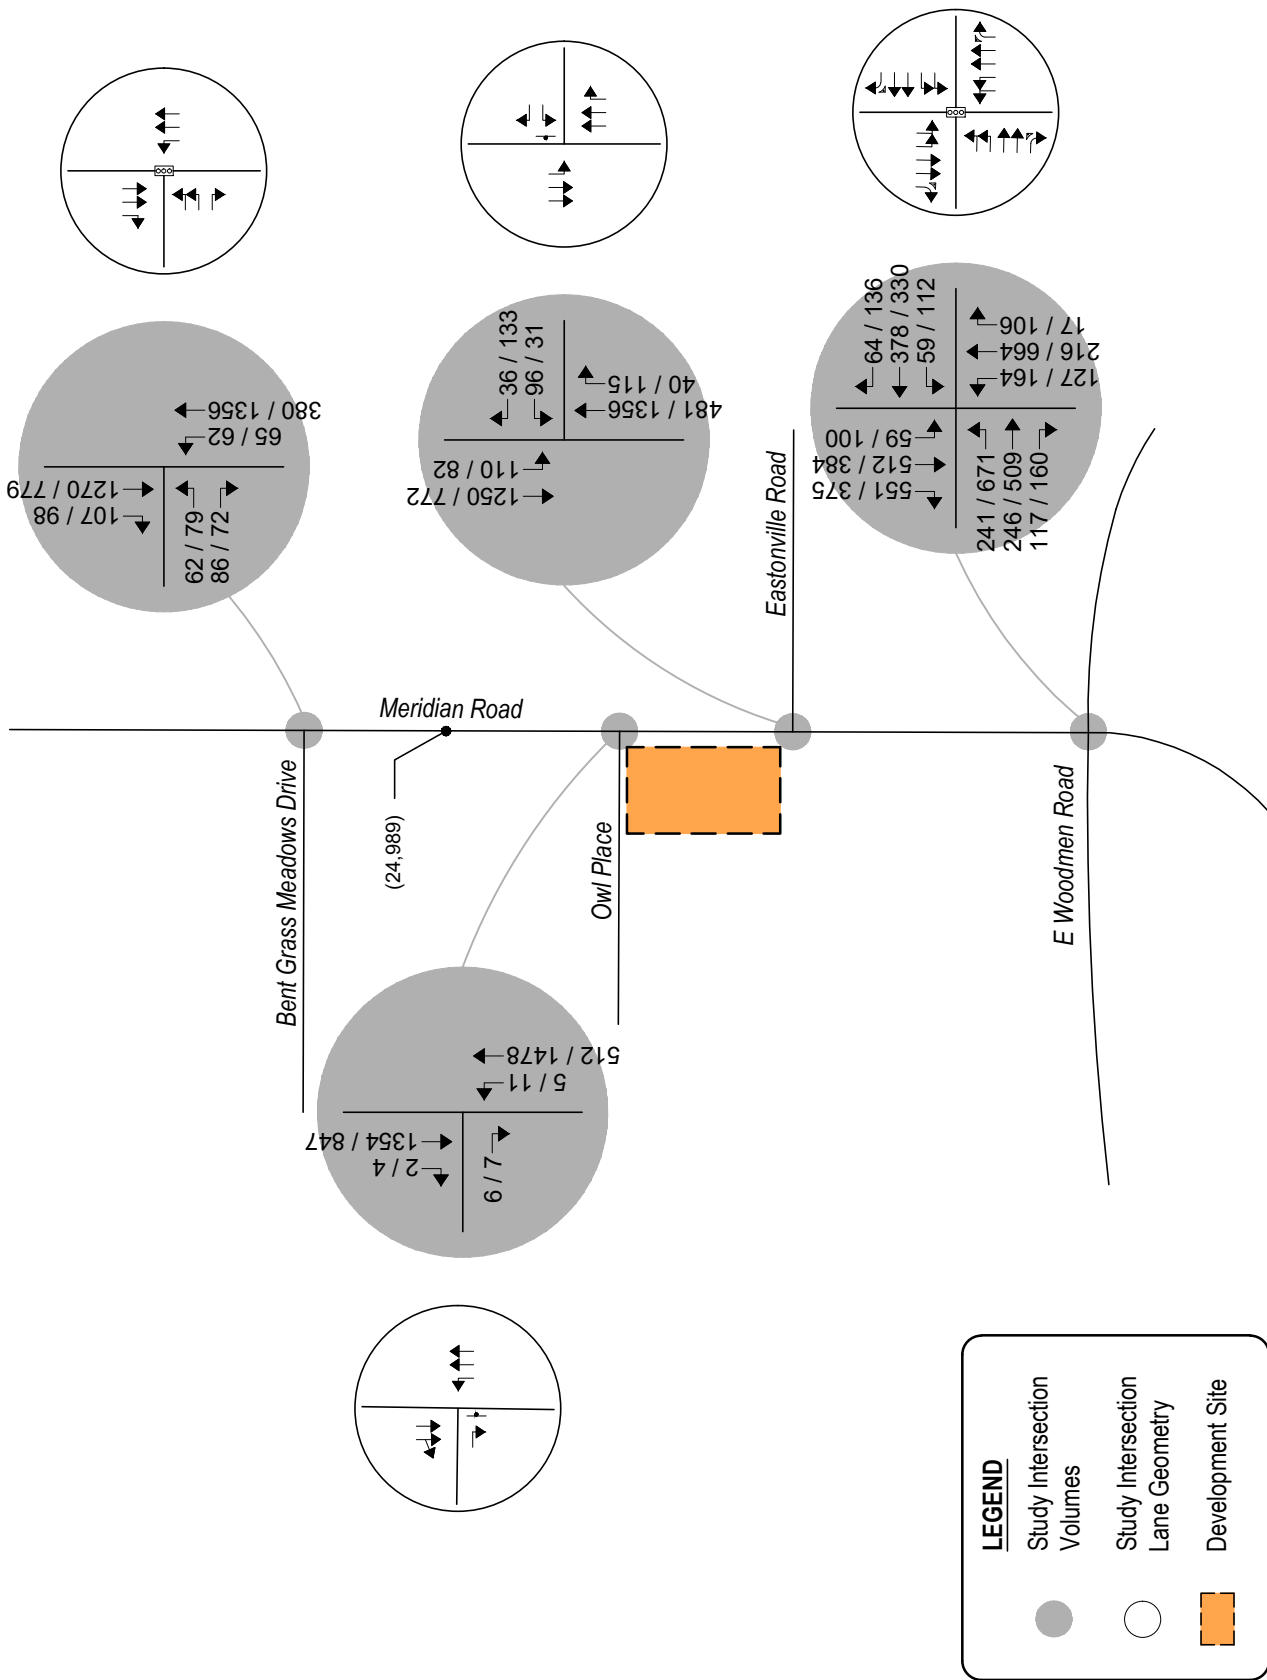 380 / 1356
65 / 62
1270 / 779
107 / 98
62 / 79
86 / 72
36 / 133
96 / 31
40 / 115
481 / 1356
110 / 82
1250 / 772
64 / 136
378 / 330
59 / 112
17 / 106
216 / 664
127 / 164
59 / 100
512 / 384
551 / 375
241 / 671
246 / 509
117 / 160
Eastonville Road
Meridian Road
Bent Grass Meadows Drive
(24,989)
Owl Place
E Woodmen Road
512 / 1478
5 / 11
1354 / 847
2 / 4
6 / 7
LEGEND
Study Intersection
Volumes
Study Intersection
Lane Geometry
Development Site